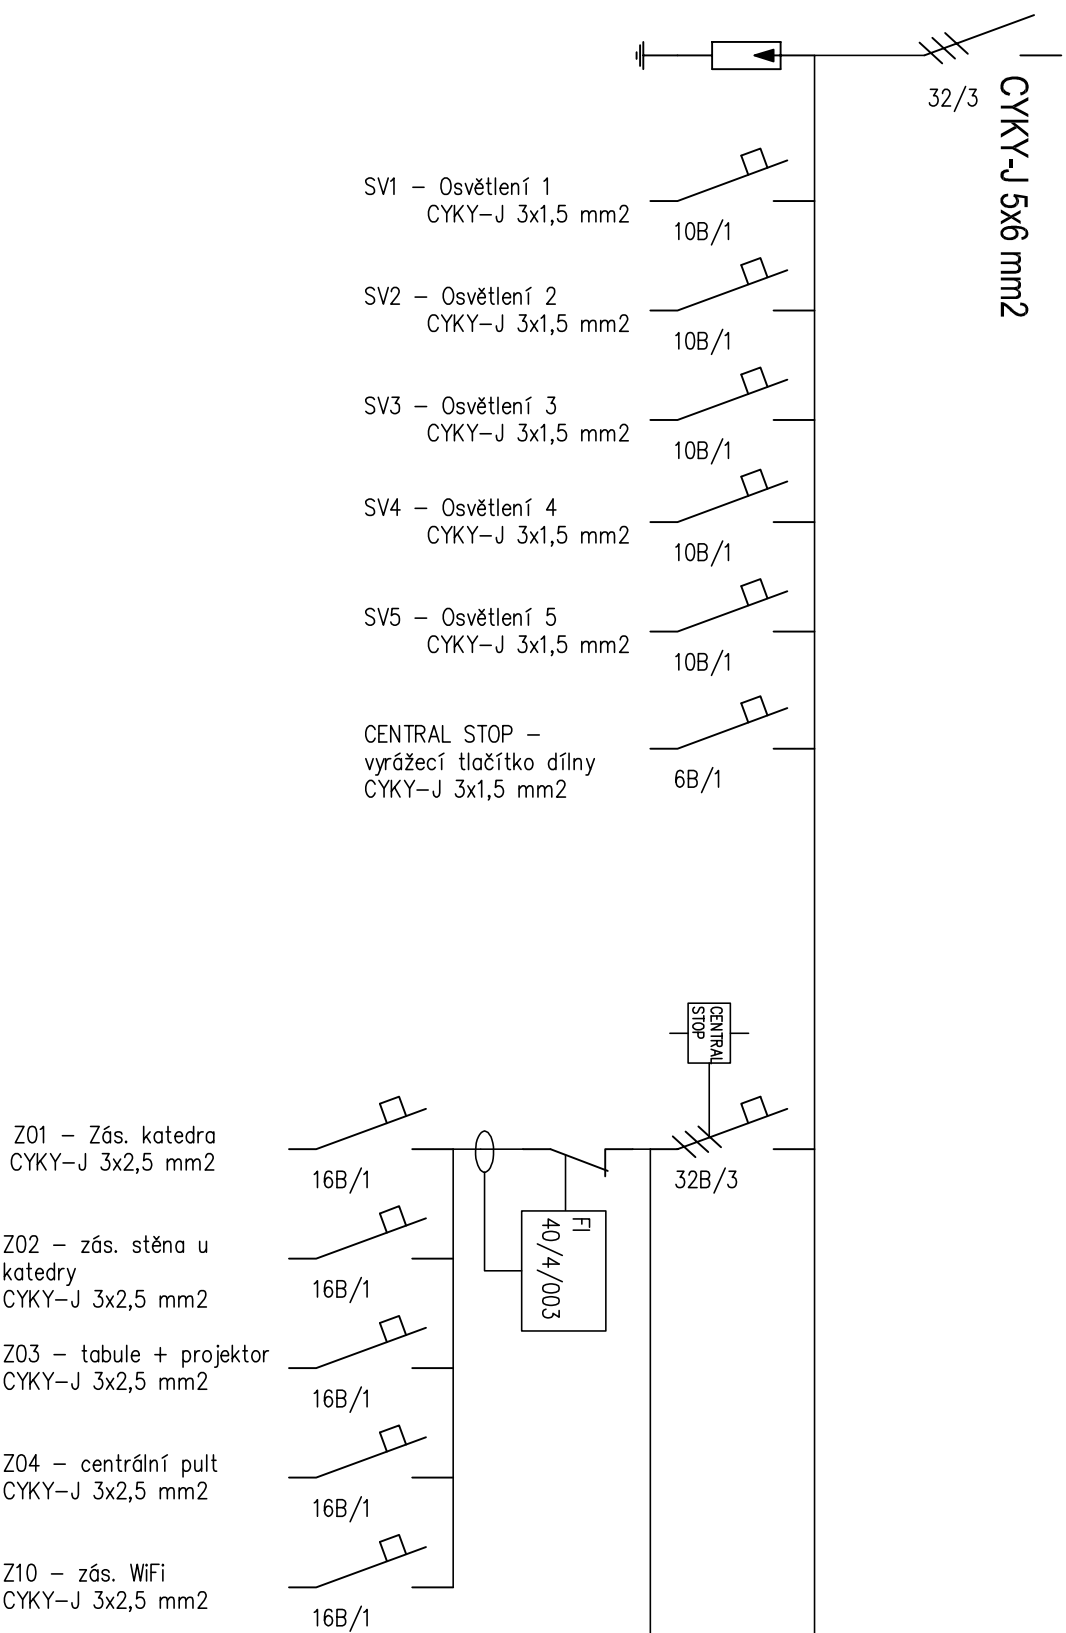 32/3
CYKY-J 5x6 mm2
SV1 - Osvětlení 1
CYKY-J 3x1,5 mm2
10B/1
SV2 - Osvětlení 2
CYKY-J 3x1,5 mm2
10B/1
SV3 - Osvětlení 3
CYKY-J 3x1,5 mm2
10B/1
SV4 - Osvětlení 4
CYKY-J 3x1,5 mm2
10B/1
SV5 - Osvětlení 5
CYKY-J 3x1,5 mm2
10B/1
CENTRAL STOP -
vyrážecí tlačítko dílny
CYKY-J 3x1,5 mm2
6B/1
CENTRAL
STOP
32B/3
FI
40/4/003
Z01 - Zás. katedra
CYKY-J 3x2,5 mm2
16B/1
Z02 - zás. stěna u
katedry
CYKY-J 3x2,5 mm2
16B/1
Z03 - tabule + projektor
CYKY-J 3x2,5 mm2
16B/1
Z04 - centrální pult
CYKY-J 3x2,5 mm2
16B/1
Z10 - zás. WiFi
CYKY-J 3x2,5 mm2
16B/1